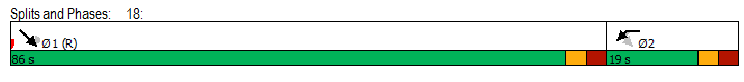 Splits and Phases: 18:
Ø1 (R) Ø2
86 s 19 s